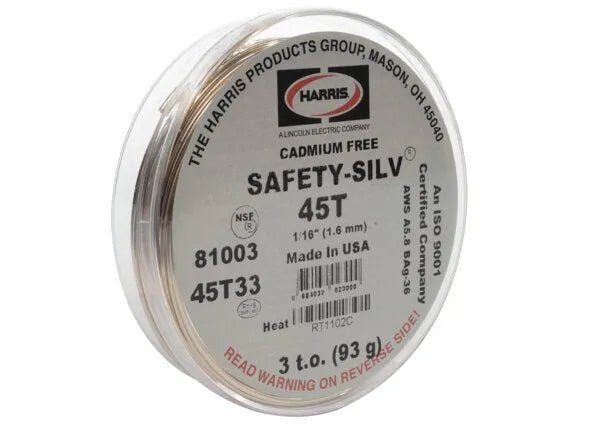 THE HARRIS PRODUCTS GROUP, MASON, OH 45040
HARRIS
A LINCOLN ELECTRIC COMPANY
CADMIUM FREE
SAFETY-SILV®
45T
1/16" (1.6 mm)
Made In USA
NSF
81003
45T33
RoHS
Heat
RT1102C
3 t.o. (93 g)
READ WARNING ON REVERSE SIDE!
An ISO 9001
Certified Company
AWS A5.8 BAg-36